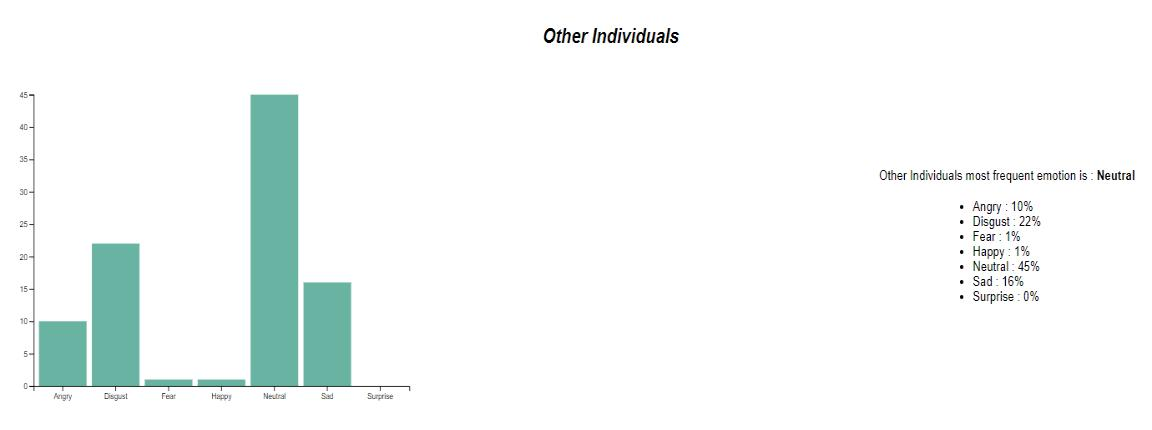 Other Individuals
45
40
35
30
25
20
15
10
5
0
Angry Disgust Fear Happy Neutral Sad Surprise
Other Individuals most frequent emotion is : Neutral
• Angry : 10%
• Disgust : 22%
• Fear : 1%
• Happy : 1%
• Neutral : 45%
• Sad : 16%
• Surprise : 0%